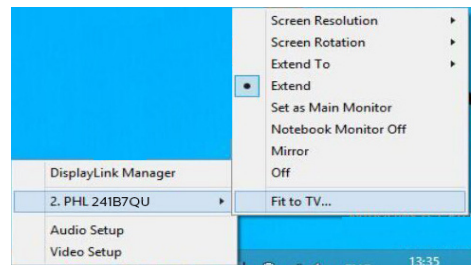 Screen Resolution
Screen Rotation
Extend To
Extend
Set as Main Monitor
Notebook Monitor Off
Mirror
Off
Fit to TV...
DisplayLink Manager
2. PHL 241B7QU
Audio Setup
Video Setup
13:35